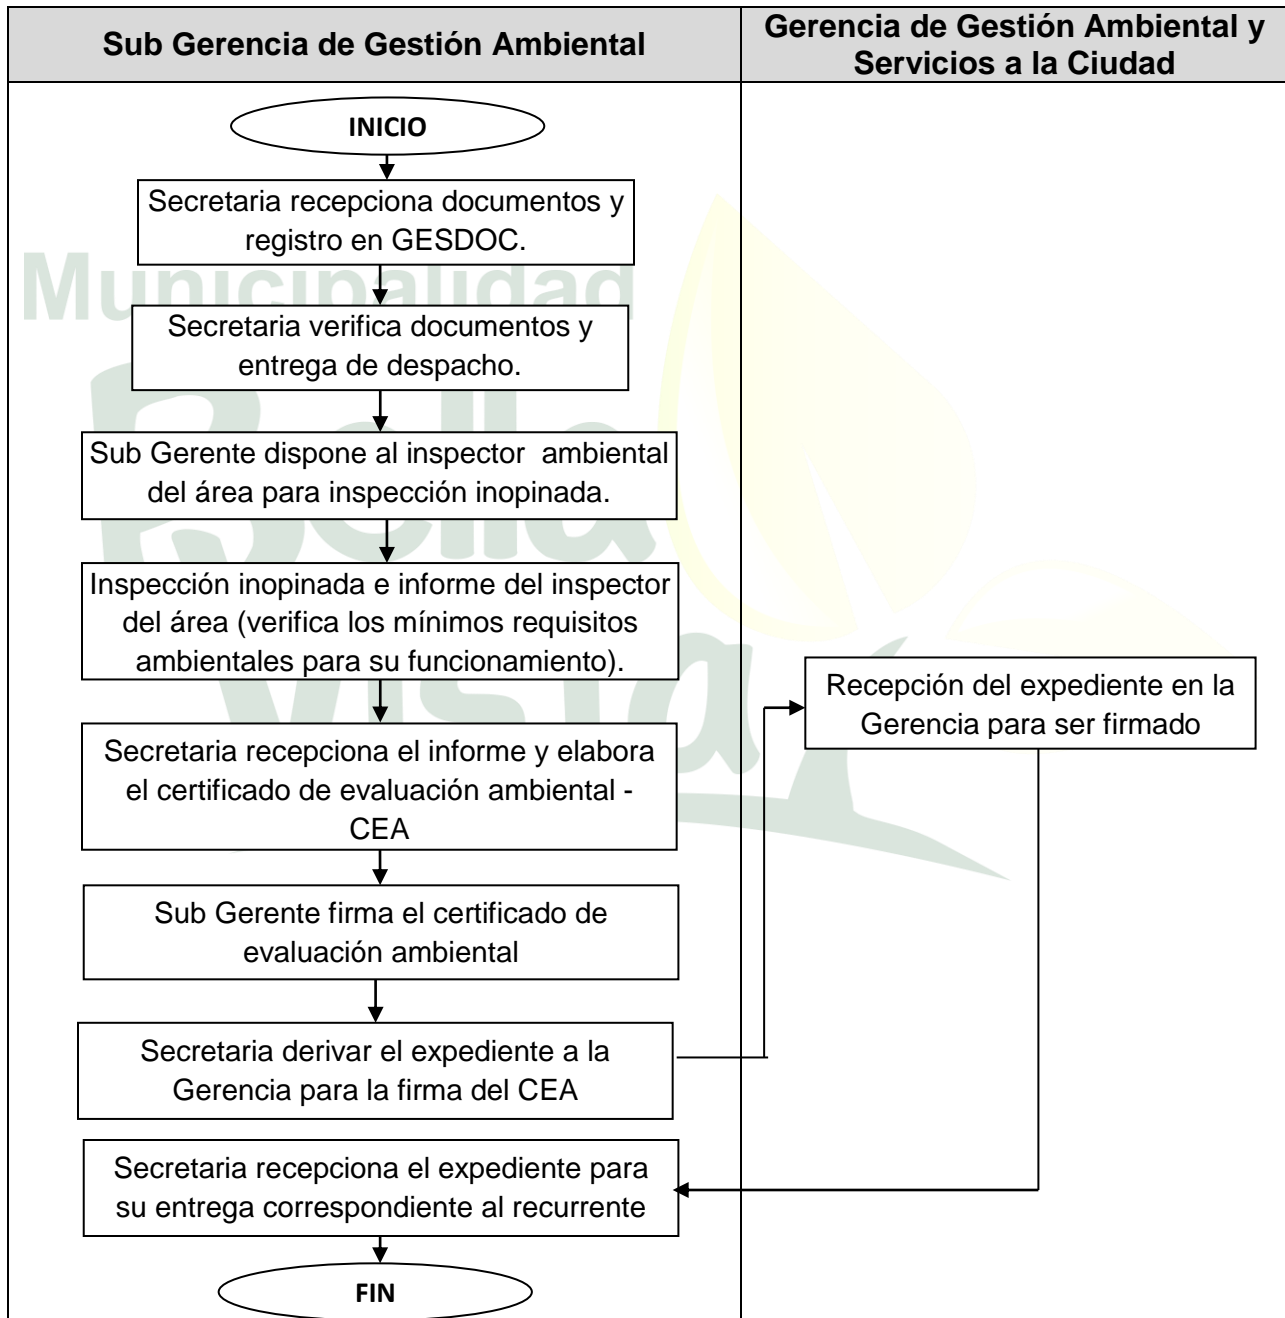 Sub Gerencia de Gestión Ambiental
Gerencia de Gestión Ambiental y
Servicios a la Ciudad
INICIO
Secretaria recepciona documentos y
registro en GESDOC.
Municipalidad
Secretaria verifica documentos y
entrega de despacho.
Bella
Sub Gerente dispone al inspector ambiental
del área para inspección inopinada.
Inspección inopinada e informe del inspector
del área (verifica los mínimos requisitos
ambientales para su funcionamiento).
Vista
Secretaria recepciona el informe y elabora
el certificado de evaluación ambiental -
CEA
Sub Gerente firma el certificado de
evaluación ambiental
Secretaria derivar el expediente a la
Gerencia para la firma del CEA
Recepción del expediente en la
Gerencia para ser firmado
Secretaria recepciona el expediente para
su entrega correspondiente al recurrente
FIN